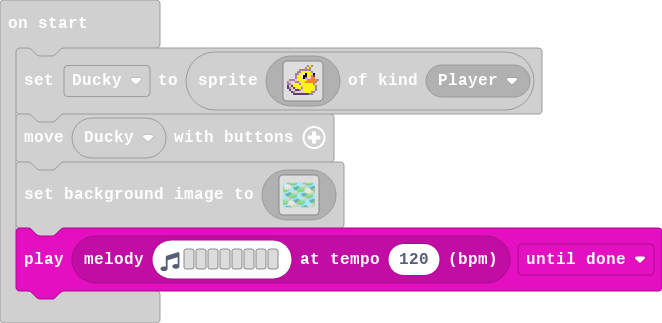 on start
set Ducky to sprite of kind Player
move Ducky with buttons
set background image to
play melody at tempo 120 (bpm) until done